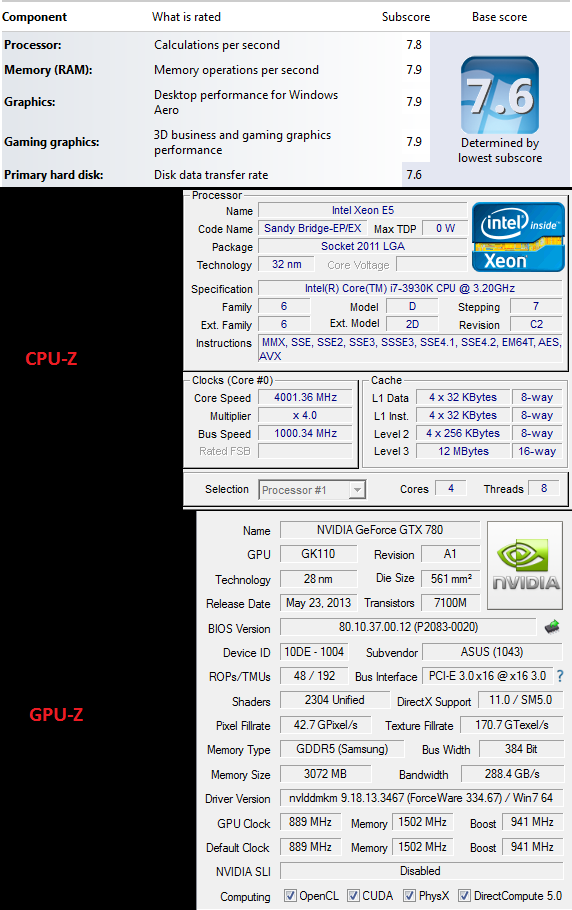 Component What is rated Subscore Base score
Processor: Calculations per second 7.8
Memory (RAM): Memory operations per second 7.9
Graphics: Desktop performance for Windows Aero 7.9
Gaming graphics: 3D business and gaming graphics performance 7.9
Primary hard disk: Disk data transfer rate 7.6
7.6
Determined by
lowest subscore
CPU-Z
Processor
Name Intel Xeon E5
Code Name Sandy Bridge-EP/EX Max TDP 0 W
Package Socket 2011 LGA
Technology 32 nm Core Voltage
intel inside™
Xeon
Specification Intel(R) Core(TM) i7-3930K CPU @ 3.20GHz
Family 6 Model D Stepping 7
Ext. Family 6 Ext. Model 2D Revision C2
Instructions MMX, SSE, SSE2, SSE3, SSSE3, SSE4.1, SSE4.2, EM64T, AES,
AVX
Clocks (Core #0)
Core Speed 4001.36 MHz
Multiplier x 4.0
Bus Speed 1000.34 MHz
Rated FSB
Cache
L1 Data 4 x 32 KBytes 8-way
L1 Inst. 4 x 32 KBytes 8-way
Level 2 4 x 256 KBytes 8-way
Level 3 12 MBytes 16-way
Selection Processor #1 Cores 4 Threads 8
GPU-Z
Name NVIDIA GeForce GTX 780
GPU GK110 Revision A1
Technology 28 nm Die Size 561 mm²
Release Date May 23, 2013 Transistors 7100M
NVIDIA
BIOS Version 80.10.37.00.12 (P2083-0020)
Device ID 10DE - 1004 Subvendor ASUS (1043)
ROPs/TMUs 48 / 192 Bus Interface PCI-E 3.0 x16 @ x16 3.0 ?
Shaders 2304 Unified DirectX Support 11.0 / SM5.0
Pixel Fillrate 42.7 GPixel/s Texture Fillrate 170.7 GTexel/s
Memory Type GDDR5 (Samsung) Bus Width 384 Bit
Memory Size 3072 MB Bandwidth 288.4 GB/s
Driver Version nvlddmkm 9.18.13.3467 (ForceWare 334.67) / Win7 64
GPU Clock 889 MHz Memory 1502 MHz Boost 941 MHz
Default Clock 889 MHz Memory 1502 MHz Boost 941 MHz
NVIDIA SLI Disabled
Computing OpenCL CUDA PhysX DirectCompute 5.0